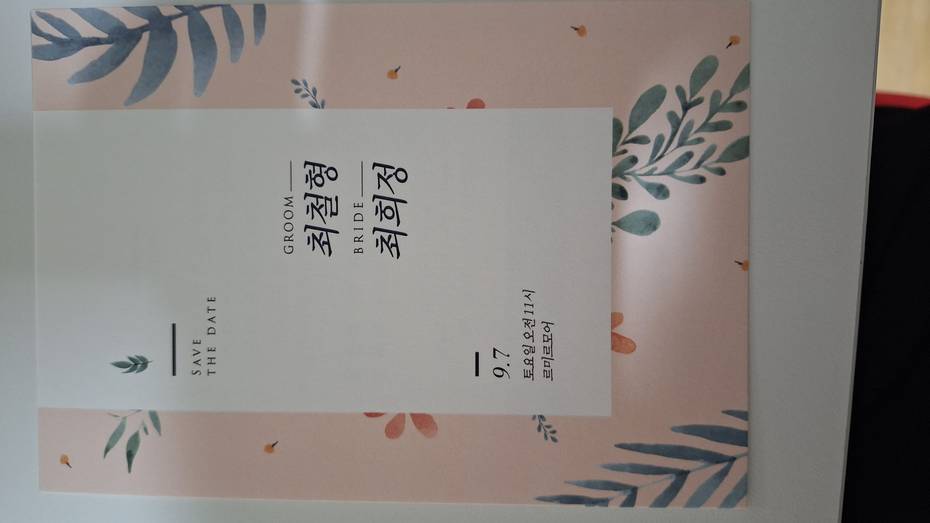 SAVE
THE DATE
GROOM
최철형
BRIDE
최희정
9.7
토요일 오전 11시
르미르모어